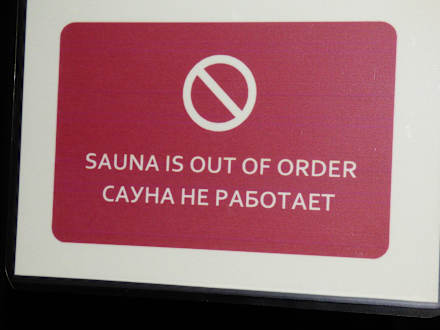 SAUNA IS OUT OF ORDER
САУНА НЕ РАБОТАЕТ